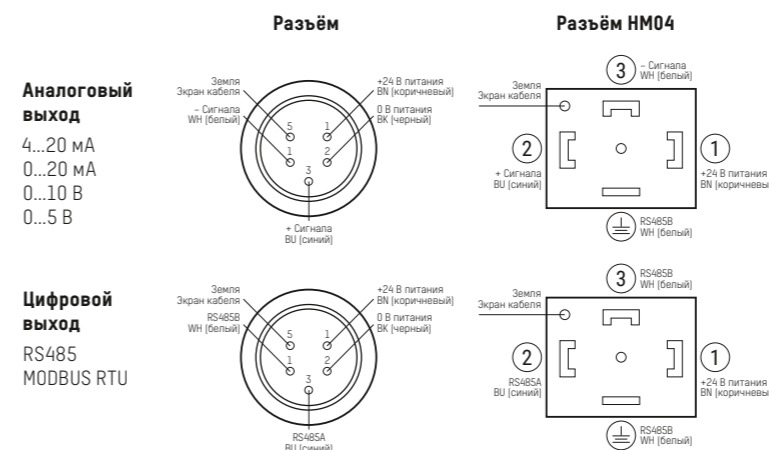 Разъём
Разъём HM04
Аналоговый
выход
4...20 мА
0...20 мА
0...10 В
0...5 В
Земля
Экран кабеля
– Сигнала
WH (белый)
+24 В питания
BN (коричневый)
0 В питания
BK (черный)
5
1
1
2
3
+ Сигнала
BU (синий)
3
– Сигнала
WH (белый)
Земля
Экран кабеля
2
+ Сигнала
BU (синий)
1
+24 В питания
BN (коричневы
RS485B
WH (белый)
Цифровой
выход
RS485
MODBUS RTU
Земля
Экран кабеля
RS485B
WH (белый)
+24 В питания
BN (коричневый)
0 В питания
BK (черный)
5
1
1
2
3
RS485A
BU (синий)
3
RS485B
WH (белый)
Земля
Экран кабеля
2
RS485A
BU (синий)
1
+24 В питания
BN (коричневы
RS485B
WH (белый)